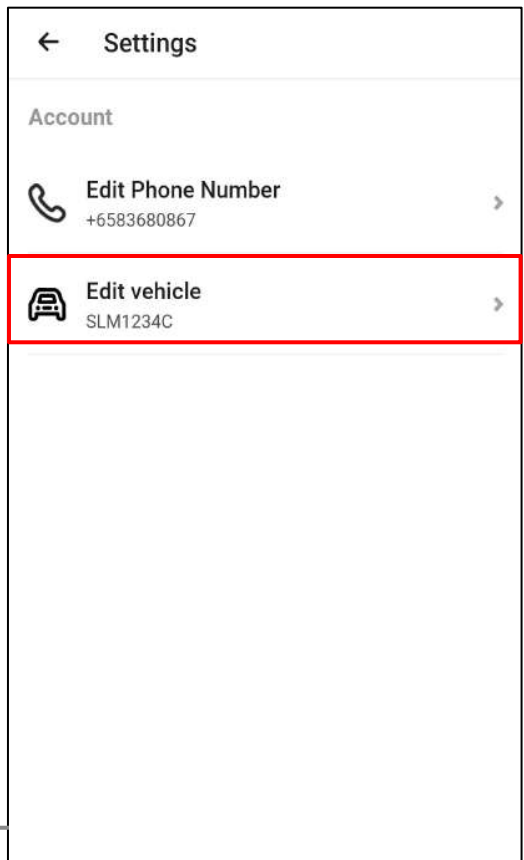 Settings
Account
Edit Phone Number
+6583680867
Edit vehicle
SLM1234C